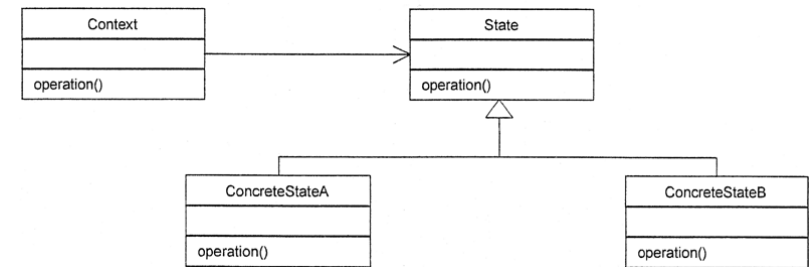 Context
State
operation()
operation()
ConcreteStateA
ConcreteStateB
operation()
operation()